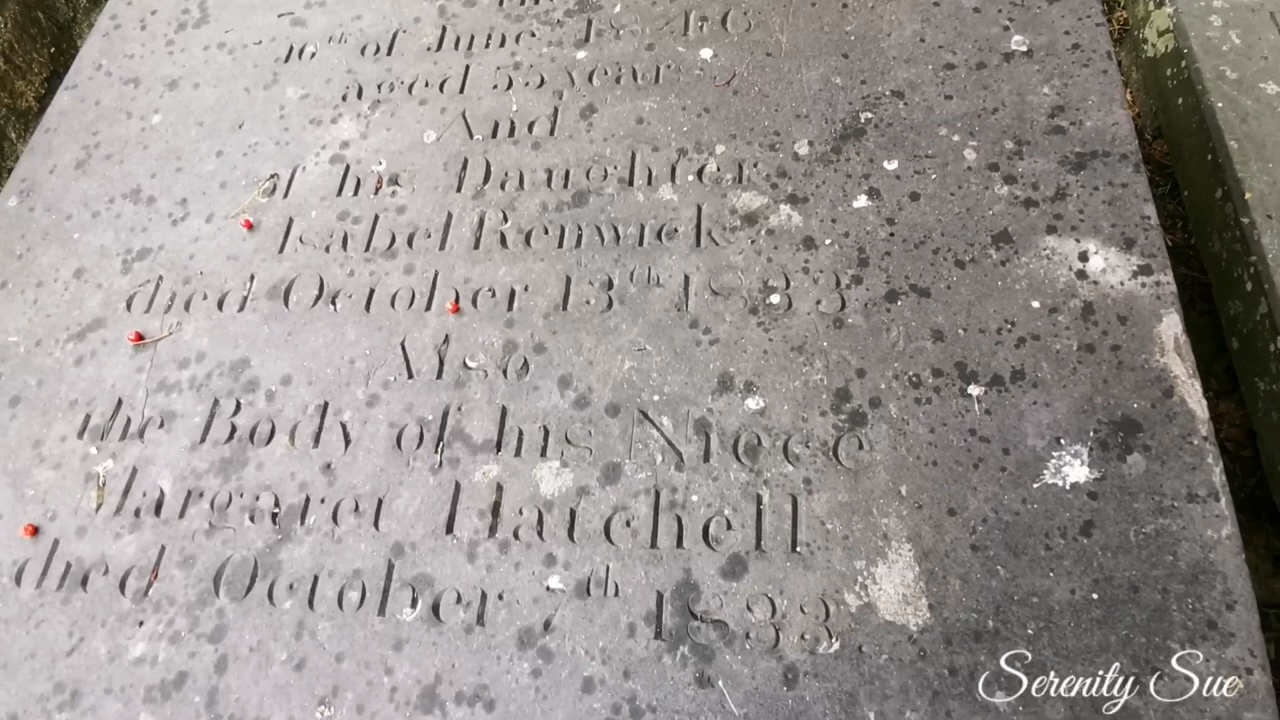 10th of June 1846
aged 55 years
And
of his Daughter
Isabel Renwick
died October 13th 1833
Also
the Body of his Niece
Margaret Hatchell
died October 7th 1833
Serenity Sue